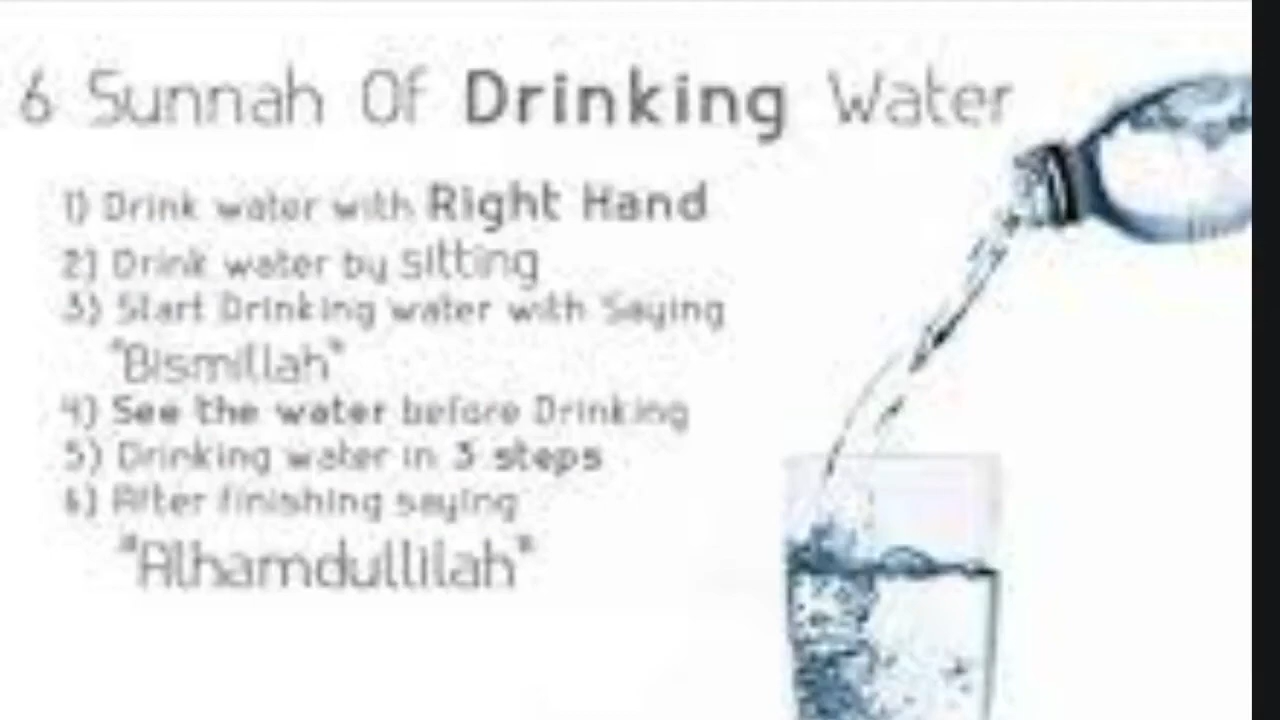 6 Sunnah Of Drinking Water
1) Drink water with Right Hand
2) Drink water by sitting
3) Start Drinking water with Saying
"Bismillah"
4) See the water before Drinking
5) Drinking water in 3 steps
6) After finishing saying
"Alhamdullilah"